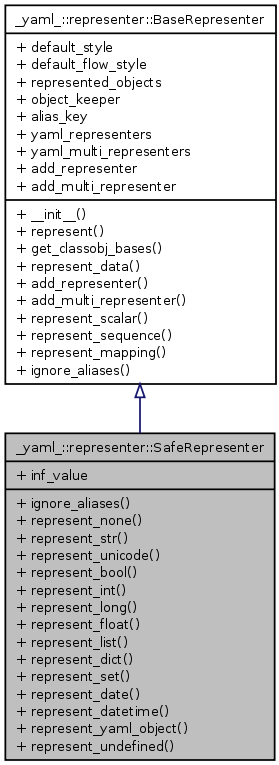 _yaml_::representer::BaseRepresenter
+ default_style
+ default_flow_style
+ represented_objects
+ object_keeper
+ alias_key
+ yaml_representers
+ yaml_multi_representers
+ add_representer
+ add_multi_representer
+ __init__()
+ represent()
+ get_classobj_bases()
+ represent_data()
+ add_representer()
+ add_multi_representer()
+ represent_scalar()
+ represent_sequence()
+ represent_mapping()
+ ignore_aliases()
_yaml_::representer::SafeRepresenter
+ inf_value
+ ignore_aliases()
+ represent_none()
+ represent_str()
+ represent_unicode()
+ represent_bool()
+ represent_int()
+ represent_long()
+ represent_float()
+ represent_list()
+ represent_dict()
+ represent_set()
+ represent_date()
+ represent_datetime()
+ represent_yaml_object()
+ represent_undefined()